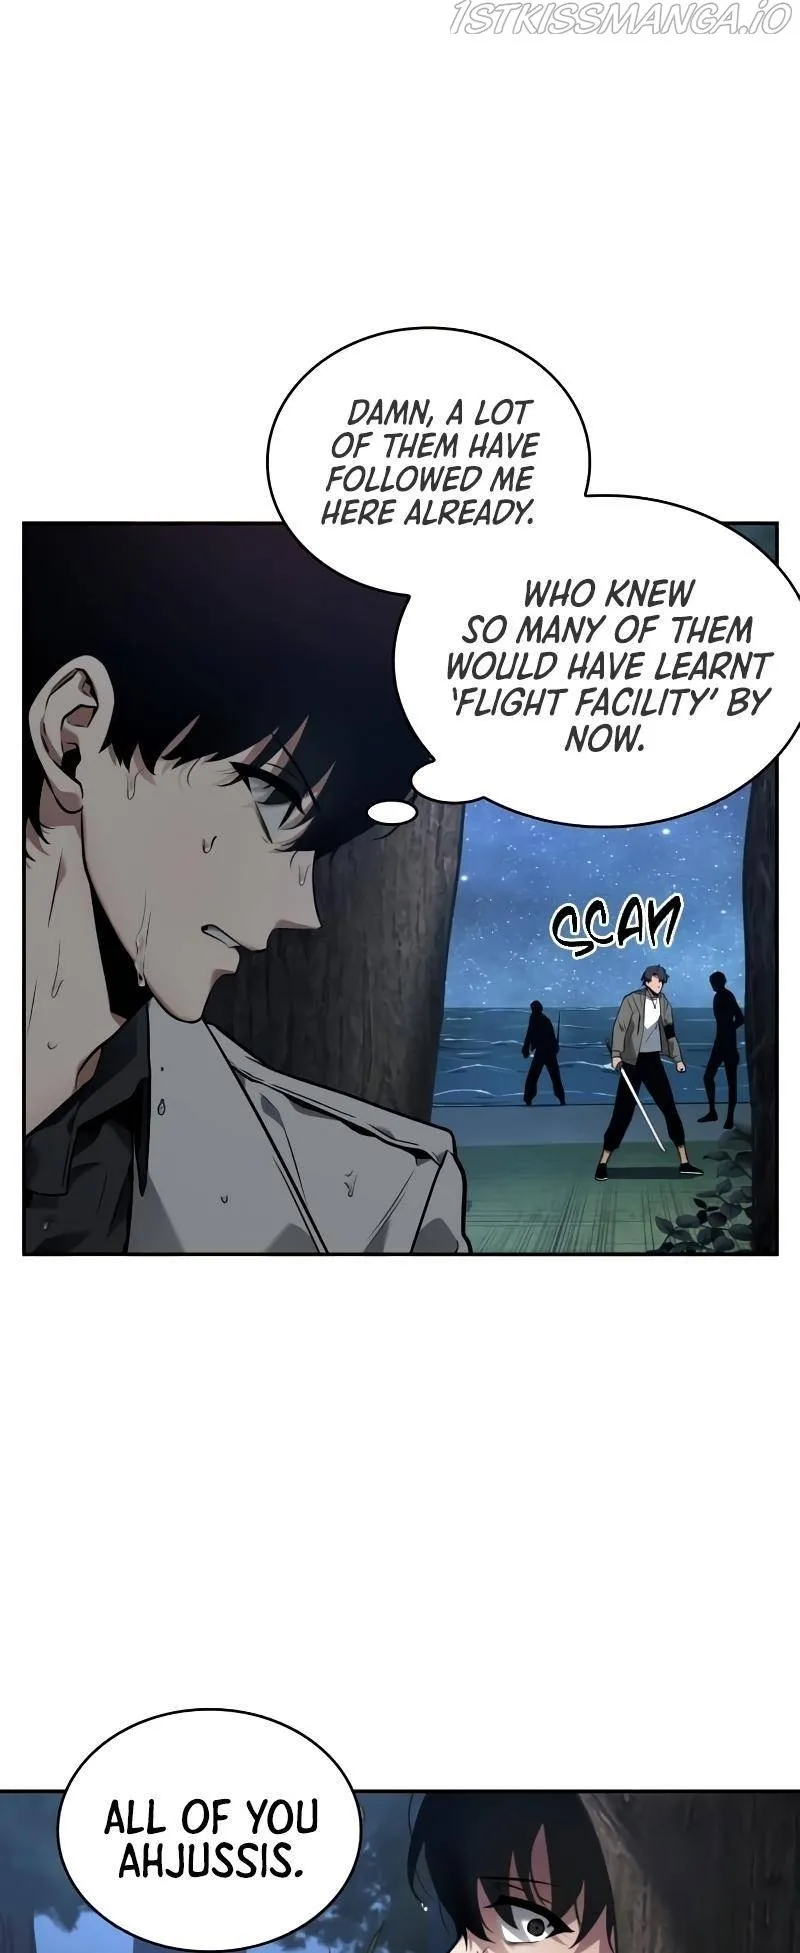 1STKISSMANGA.IO
DAMN, A LOT
OF THEM HAVE
FOLLOWED ME
HERE ALREADY.
WHO KNEW
SO MANY OF THEM
WOULD HAVE LEARNT
'FLIGHT FACILITY' BY
NOW.
SCAN
ALL OF YOU
AHJUSSIS.